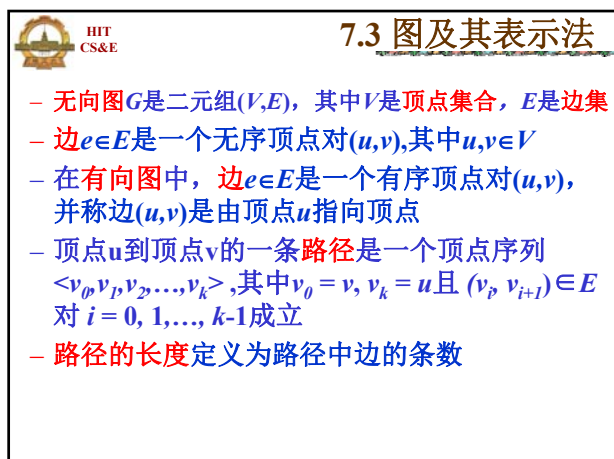 HIT
CS&E
7.3 图及其表示法
– 无向图G是二元组(V,E)，其中V是顶点集合，E是边集
– 边e∈E是一个无序顶点对(u,v),其中u,v∈V
– 在有向图中，边e∈E是一个有序顶点对(u,v)，
并称边(u,v)是由顶点u指向顶点
– 顶点u到顶点v的一条路径是一个顶点序列
<v0,v1,v2,…,vk> ,其中v0 = v, vk = u且 (vi, vi+1)∈E
对 i = 0, 1,…, k-1成立
– 路径的长度定义为路径中边的条数